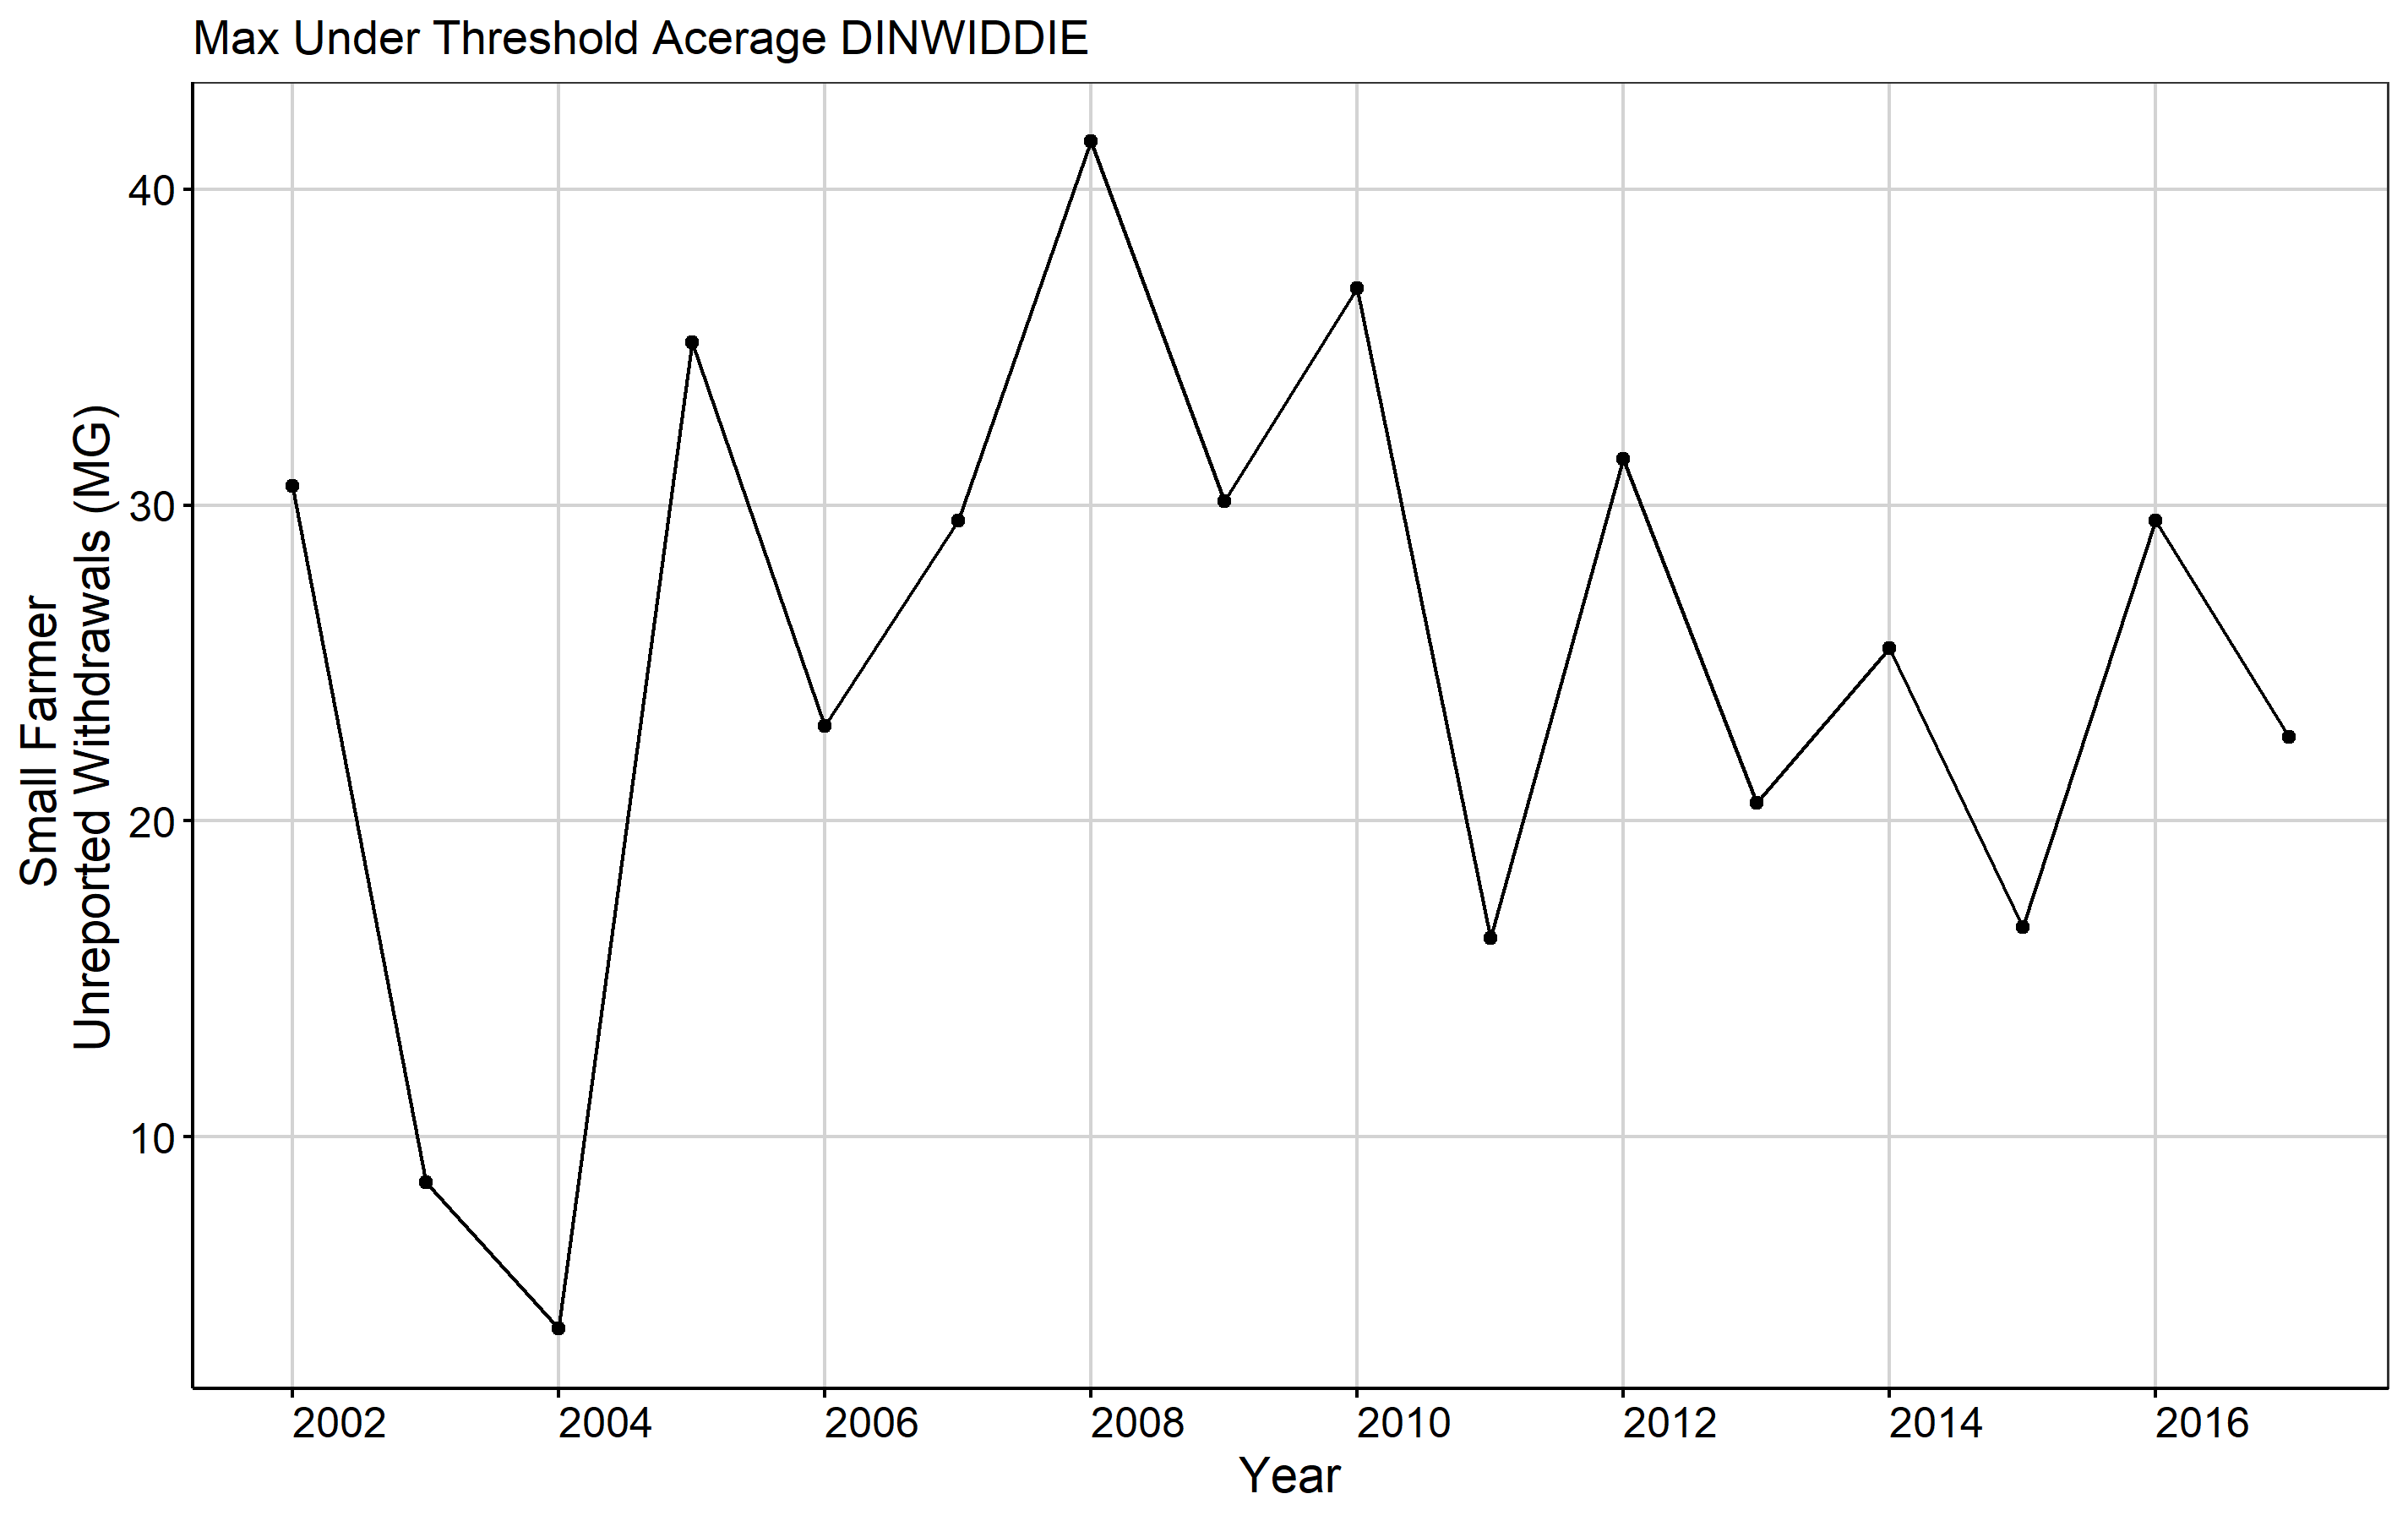 Max Under Threshold Acerage DINWIDDIE
Small Farmer
Unreported Withdrawals (MG)
40
30
20
10
2002 2004 2006 2008 2010 2012 2014 2016
Year